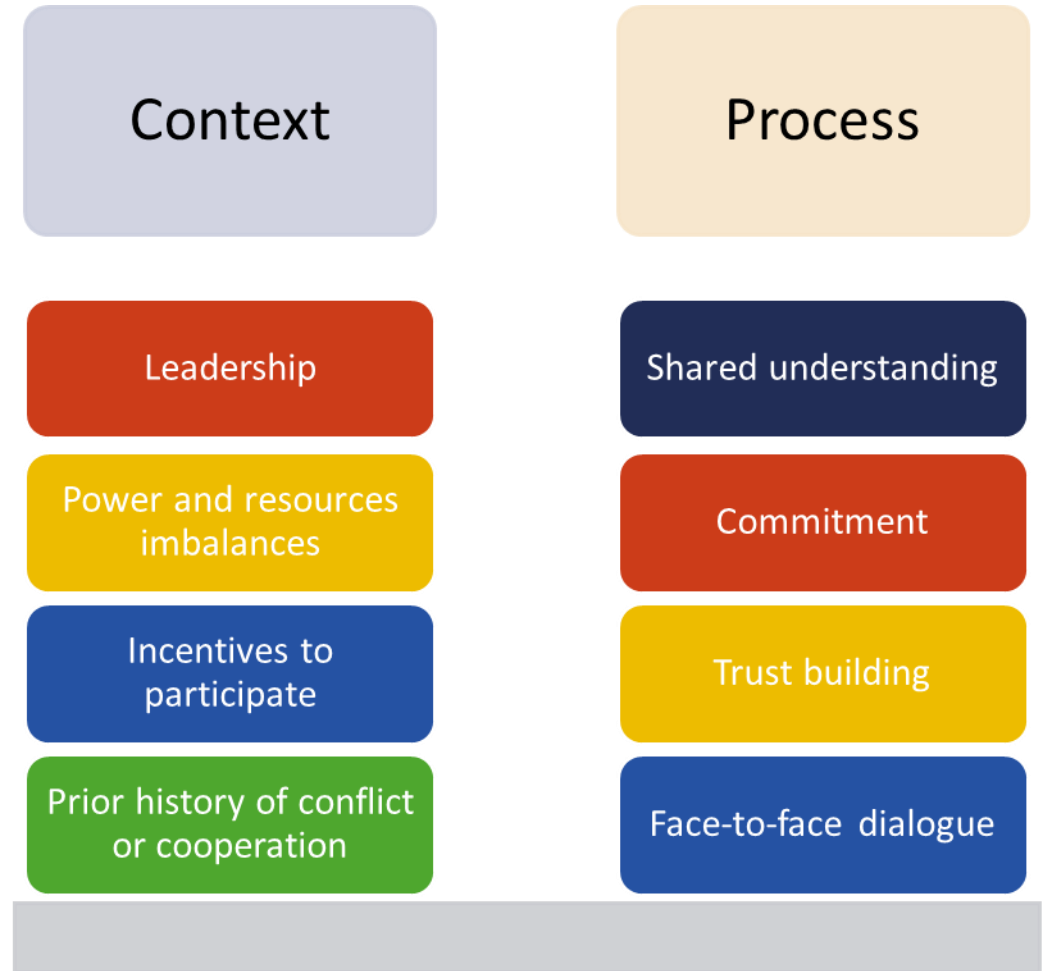 Context
Process
Leadership
Power and resources
imbalances
Incentives to
participate
Prior history of conflict
or cooperation
Shared understanding
Commitment
Trust building
Face-to-face dialogue